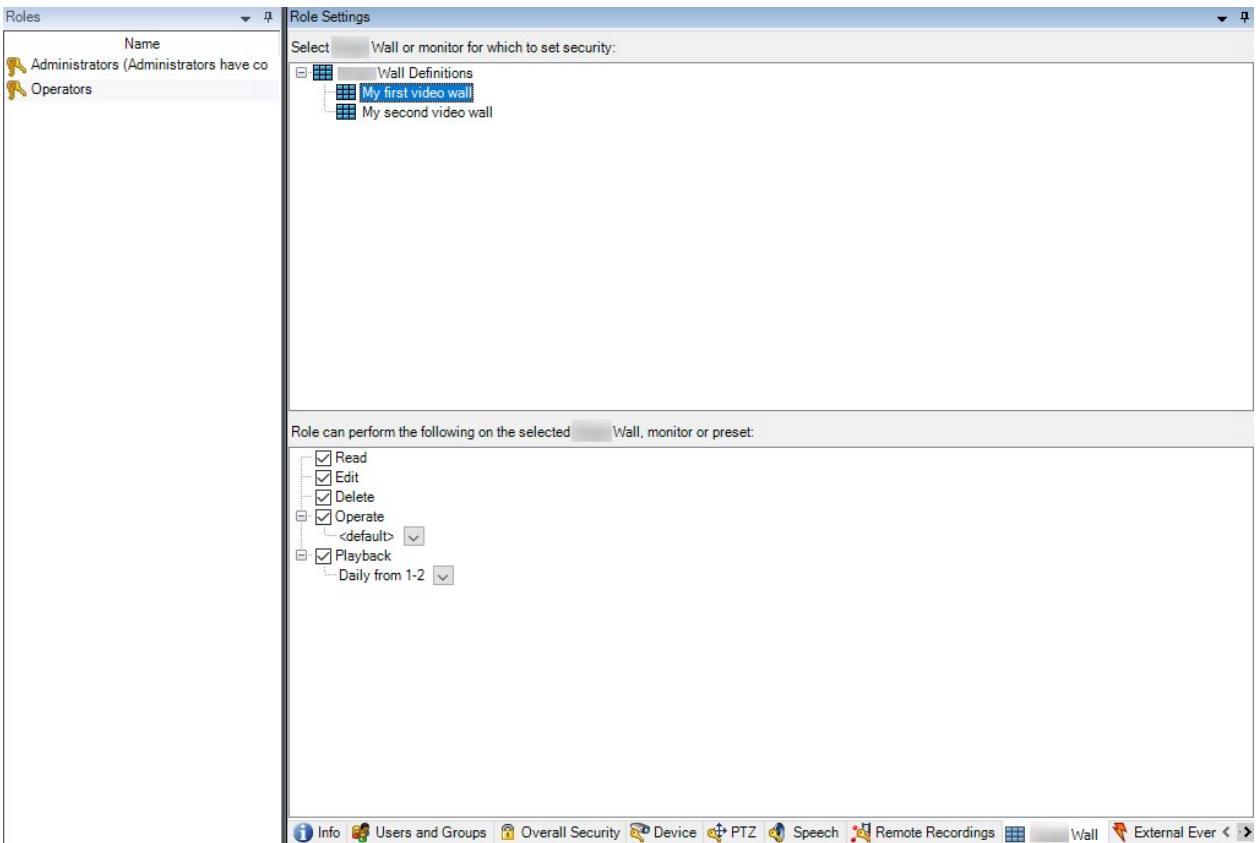 Roles
Name
Administrators (Administrators have co
Operators
Role Settings
Select Wall or monitor for which to set security:
Wall Definitions
My first video wall
My second video wall
Role can perform the following on the selected Wall, monitor or preset:
Read
Edit
Delete
Operate
<default>
Playback
Daily from 1-2
Info Users and Groups Overall Security Device PTZ Speech Remote Recordings Wall External Ever